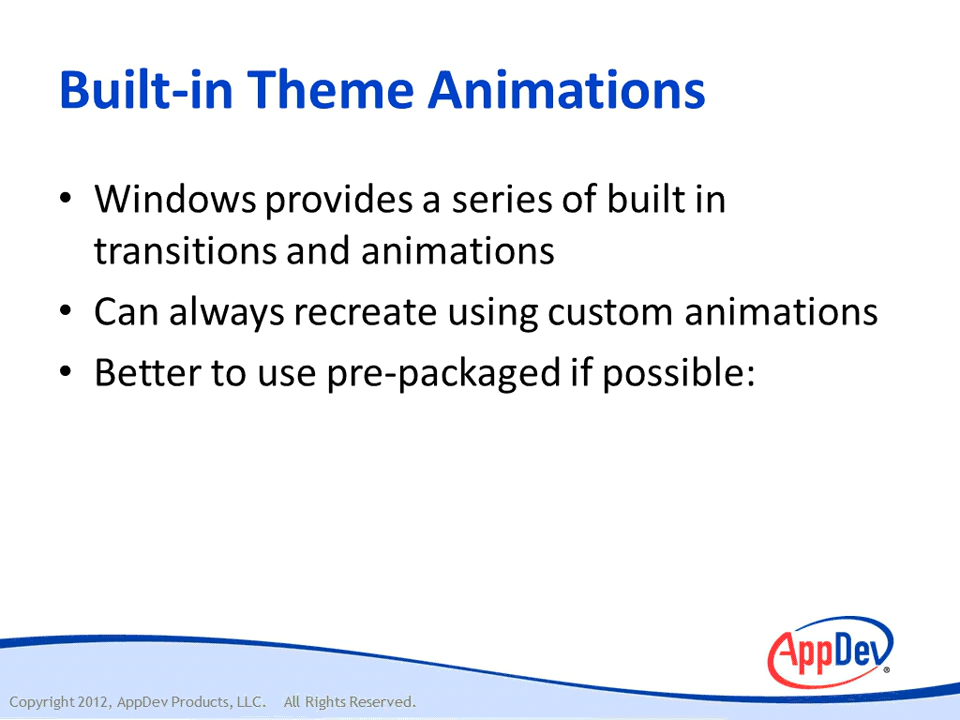 Built-in Theme Animations
• Windows provides a series of built in
transitions and animations
• Can always recreate using custom animations
• Better to use pre-packaged if possible:
AppDev®
Copyright 2012, AppDev Products, LLC. All Rights Reserved.